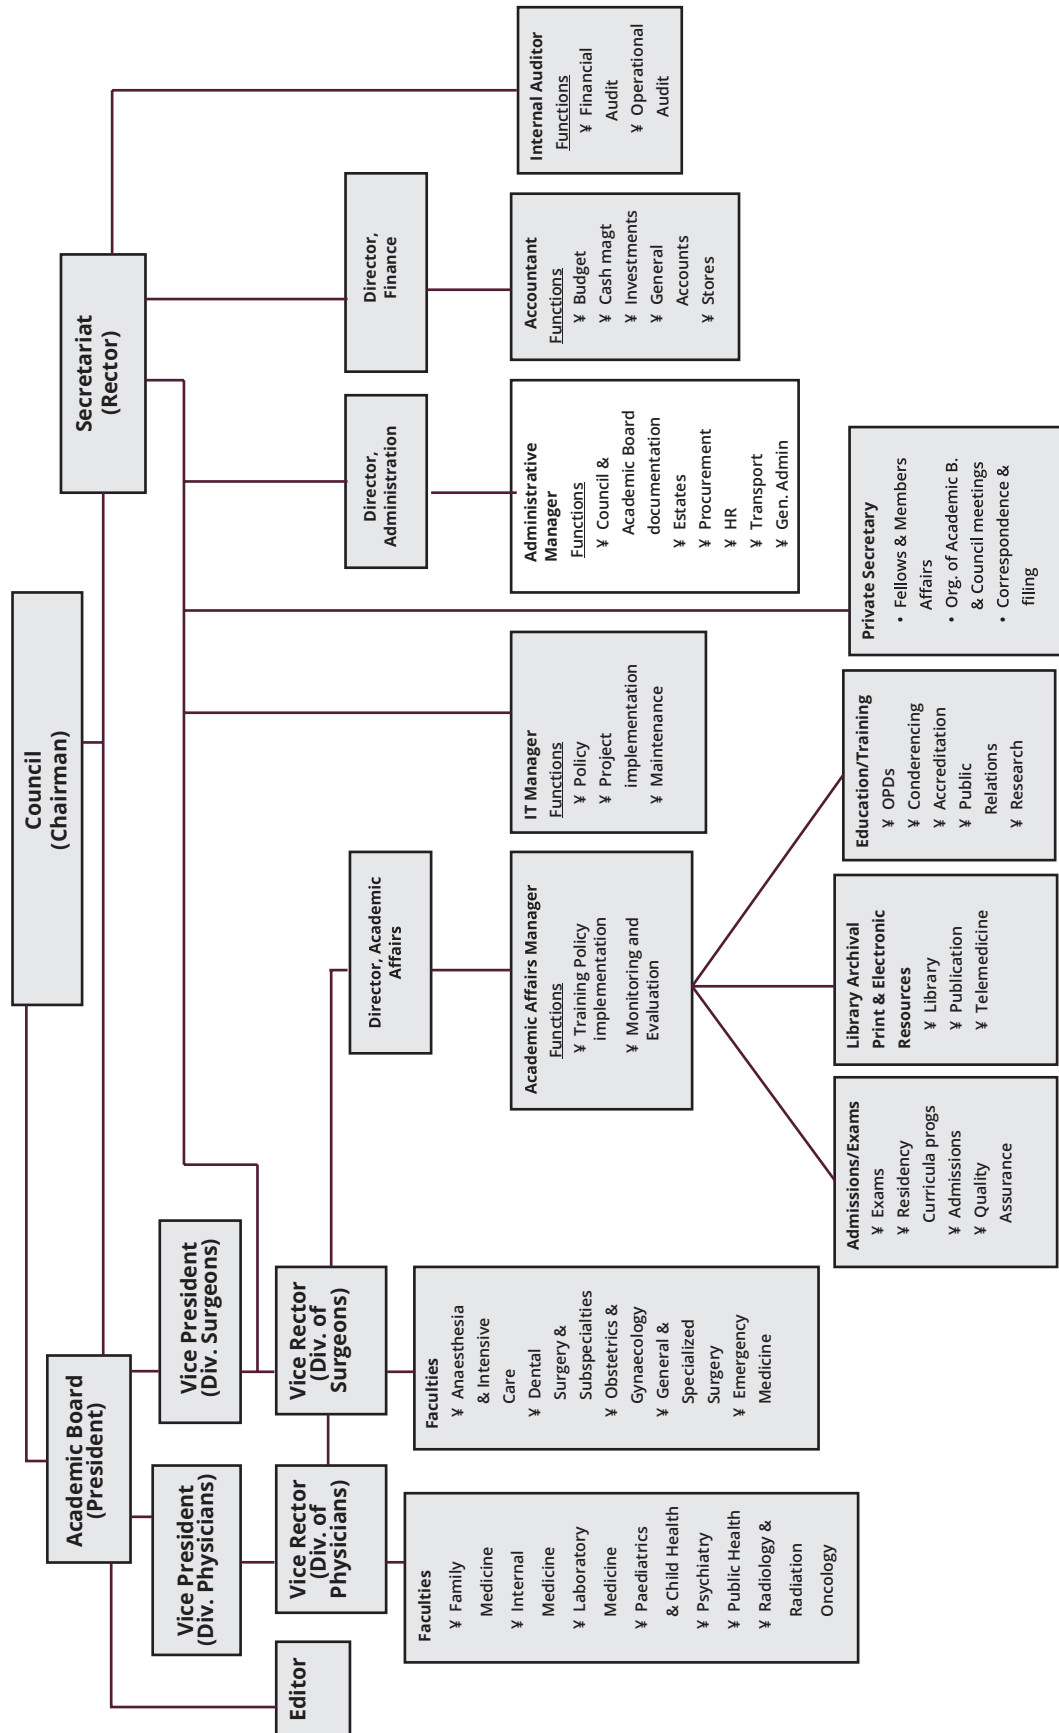 Council
(Chairman)
Academic Board
(President)
Secretariat
(Rector)
Editor
Vice President
(Div. Physicians)
Vice President
(Div. Surgeons)
Vice Rector
(Div. of
Physicians)
Vice Rector
(Div. of
Surgeons)
Director, Academic
Affairs
Director,
Administration
Director,
Finance
Faculties
¥ Family
Medicine
¥ Internal
Medicine
¥ Laboratory
Medicine
¥ Paediatrics
& Child Health
¥ Psychiatry
¥ Public Health
¥ Radiology &
Radiation
Oncology
Faculties
¥ Anaesthesia
& Intensive
Care
¥ Dental
Surgery &
Subspecialties
¥ Obstetrics &
Gynaecology
¥ General &
Specialized
Surgery
¥ Emergency
Medicine
Academic Affairs Manager
Functions
¥ Training Policy
implementation
¥ Monitoring and
Evaluation
IT Manager
Functions
¥ Policy
¥ Project
implementation
¥ Maintenance
Administrative
Manager
Functions
¥ Council &
Academic Board
documentation
¥ Estates
¥ Procurement
¥ HR
¥ Transport
¥ Gen. Admin
Accountant
Functions
¥ Budget
¥ Cash magt
¥ Investments
¥ General
Accounts
¥ Stores
Internal Auditor
Functions
¥ Financial
Audit
¥ Operational
Audit
Admissions/Exams
¥ Exams
¥ Residency
Curricula progs
¥ Admissions
¥ Quality
Assurance
Library Archival
Print & Electronic
Resources
¥ Library
¥ Publication
¥ Telemedicine
Education/Training
¥ OPDs
¥ Conderencing
¥ Accreditation
¥ Public
Relations
¥ Research
Private Secretary
• Fellows & Members
Affairs
• Org. of Academic B.
& Council meetings
• Correspondence &
filing